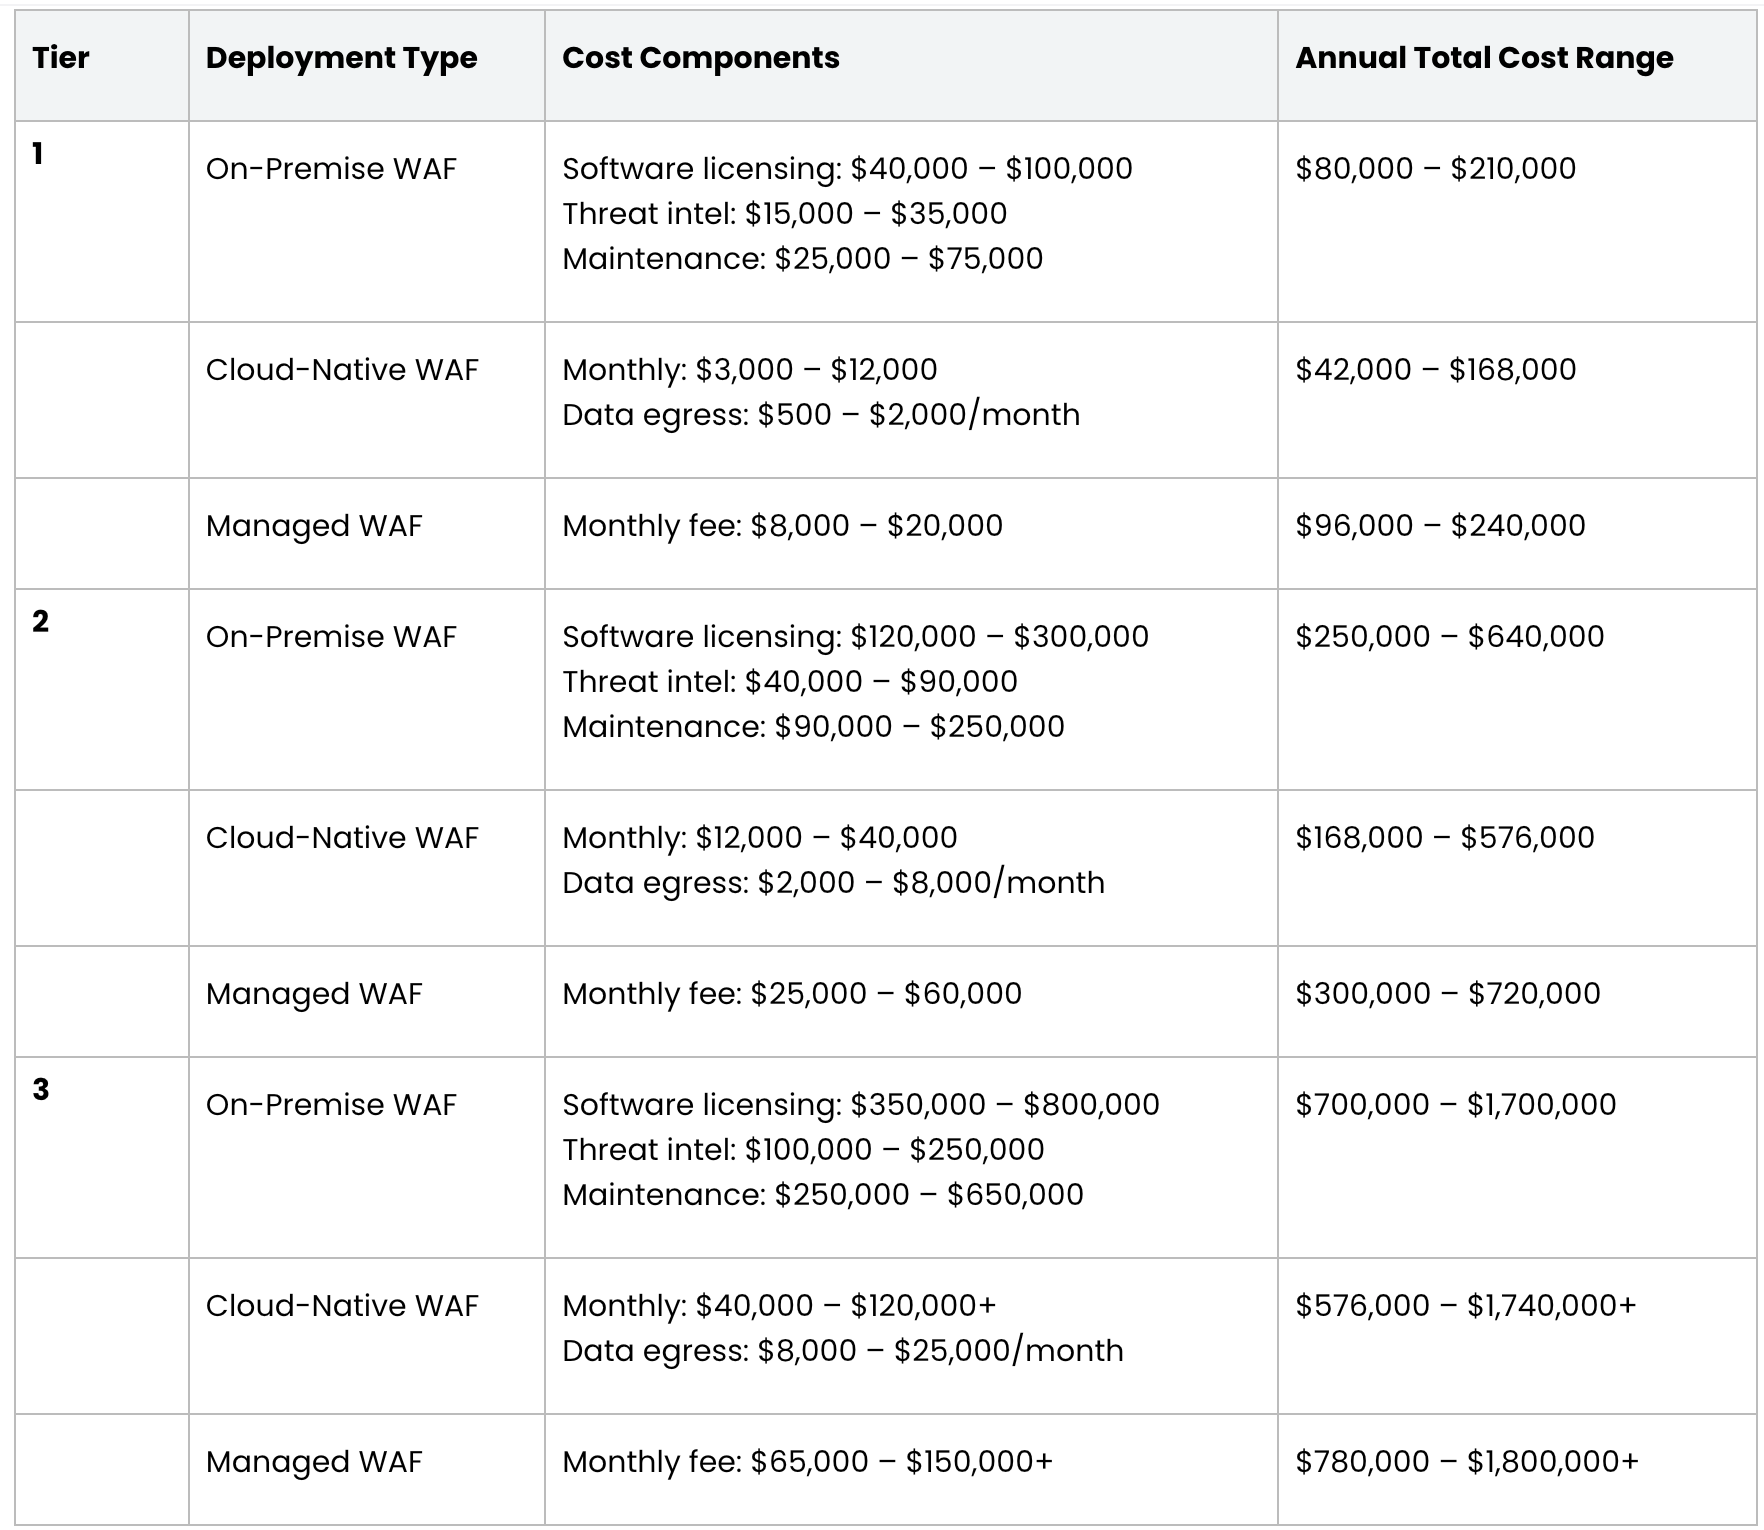 Tier Deployment Type Cost Components Annual Total Cost Range
1 On-Premise WAF Software licensing: $40,000 – $100,000 $80,000 – $210,000
Threat intel: $15,000 – $35,000
Maintenance: $25,000 – $75,000
Cloud-Native WAF Monthly: $3,000 – $12,000 $42,000 – $168,000
Data egress: $500 – $2,000/month
Managed WAF Monthly fee: $8,000 – $20,000 $96,000 – $240,000
2 On-Premise WAF Software licensing: $120,000 – $300,000 $250,000 – $640,000
Threat intel: $40,000 – $90,000
Maintenance: $90,000 – $250,000
Cloud-Native WAF Monthly: $12,000 – $40,000 $168,000 – $576,000
Data egress: $2,000 – $8,000/month
Managed WAF Monthly fee: $25,000 – $60,000 $300,000 – $720,000
3 On-Premise WAF Software licensing: $350,000 – $800,000 $700,000 – $1,700,000
Threat intel: $100,000 – $250,000
Maintenance: $250,000 – $650,000
Cloud-Native WAF Monthly: $40,000 – $120,000+ $576,000 – $1,740,000+
Data egress: $8,000 – $25,000/month
Managed WAF Monthly fee: $65,000 – $150,000+ $780,000 – $1,800,000+